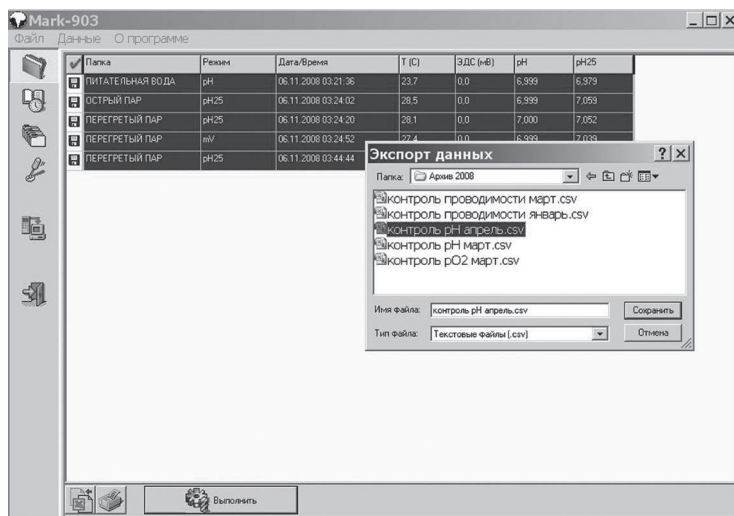 Mark-903
Файл Данные О программе
Папка Режим Дата/Время T (C) ЭДС (мВ) pH pH25
ПИТАТЕЛЬНАЯ ВОДА pH 06.11.2008 03:21:36 23,7 0,0 6,999 6,979
ОСТРЫЙ ПАР pH25 06.11.2008 03:24:02 28,5 0,0 6,999 7,059
ПЕРЕГРЕТЫЙ ПАР pH25 06.11.2008 03:24:20 28,1 0,0 7,000 7,052
ПЕРЕГРЕТЫЙ ПАР mV 06.11.2008 03:24:52 27,4 0,0 6,999 7,039
ПЕРЕГРЕТЫЙ ПАР pH25 06.11.2008 03:44:44
Экспорт данных
Папка: Архив 2008
контроль проводимости март.csv
контроль проводимости январь.csv
контроль pH апрель.csv
контроль pH март.csv
контроль pO2 март.csv
Имя файла: контроль pH апрель.csv Сохранить
Тип файла: Текстовые файлы (.csv) Отмена
Выполнить